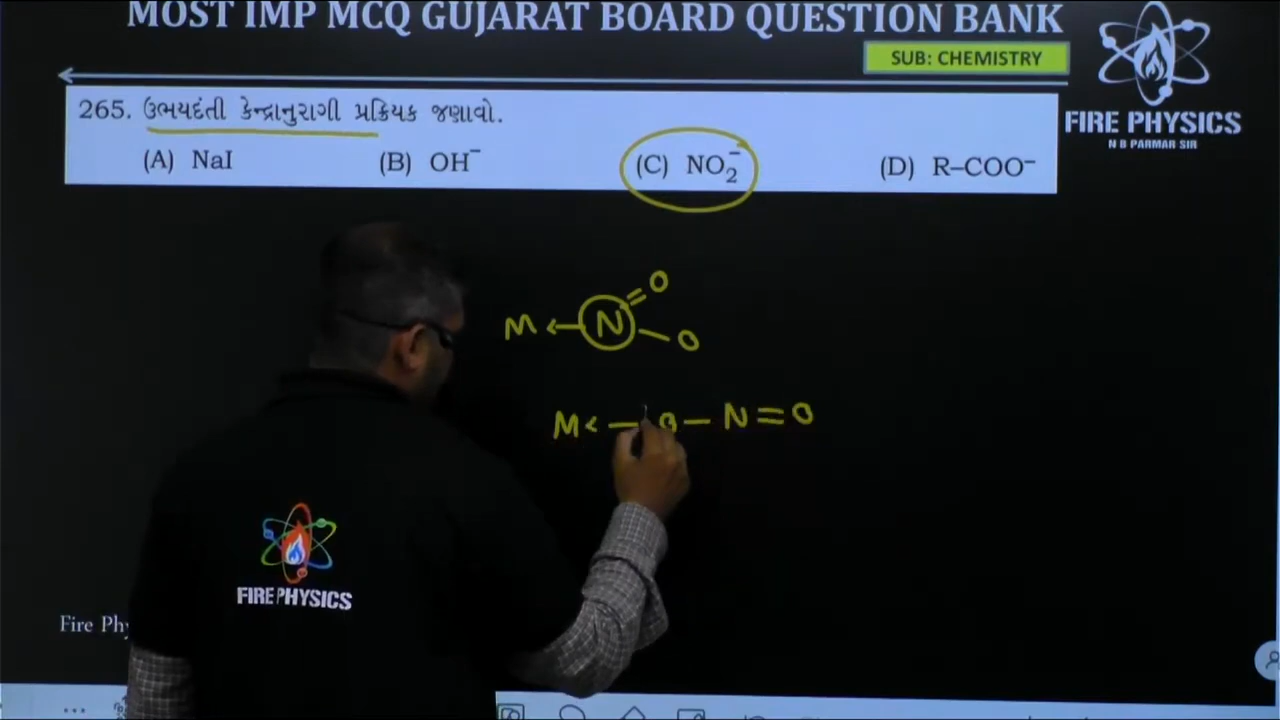 MOST IMP MCQ GUJARAT BOARD QUESTION BANK
SUB: CHEMISTRY
FIRE PHYSICS
N B PARMAR SIR
265. ઉભયદંતી કેન્દ્રાનુરાગી પ્રક્રિયક જણાવો.
(A) NaI (B) OH⁻ (C) NO₂⁻ (D) R–COO⁻
M ← N = O
– O
M < — O — N = O
FIRE PHYSICS
Fire